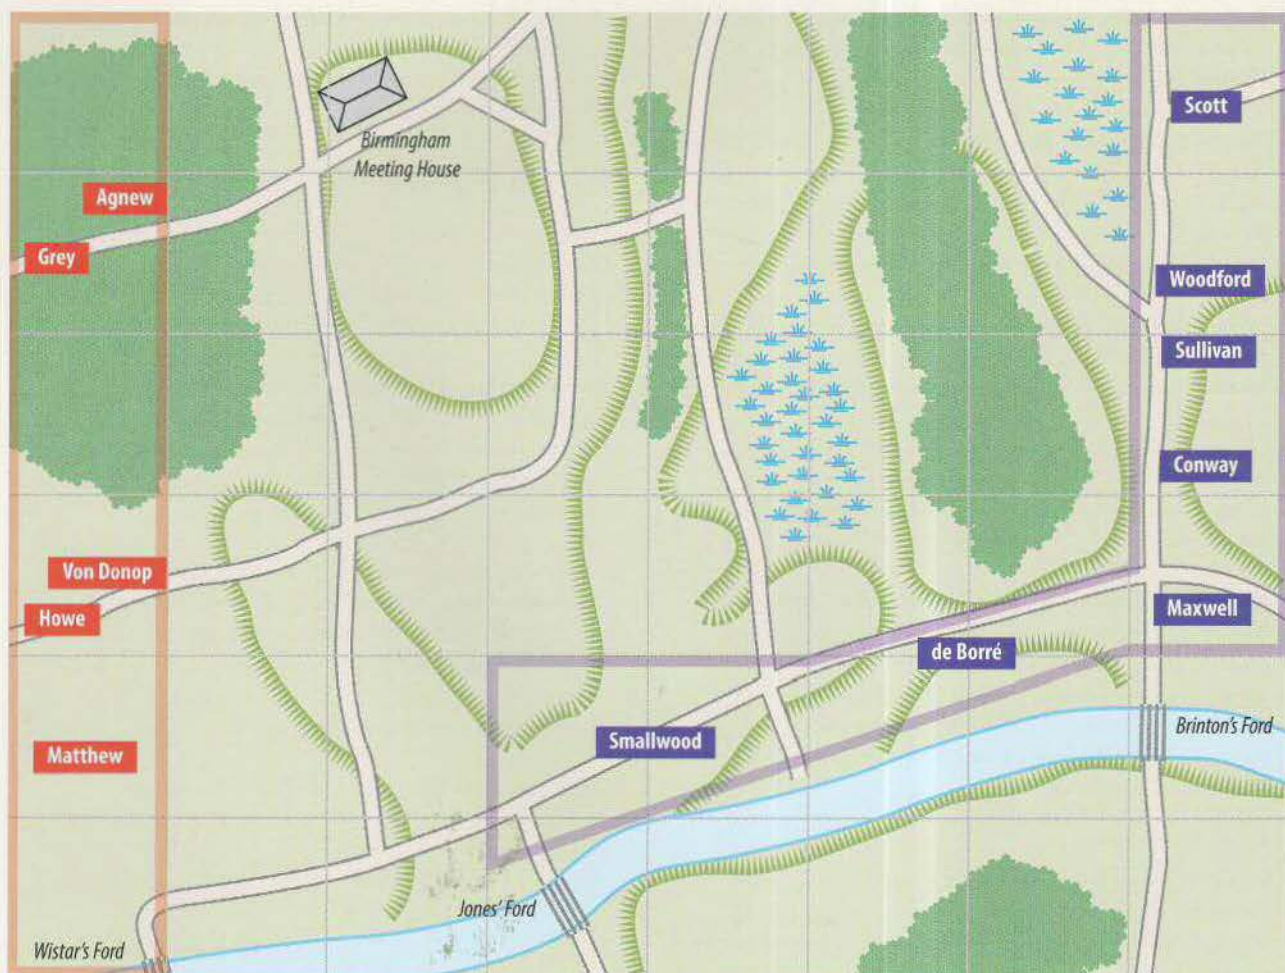 Scott
Birmingham
Meeting House
Agnew
Grey
Woodford
Sullivan
Conway
Von Donop
Howe
Maxwell
de Borré
Smallwood
Matthew
Brinton's Ford
Jones' Ford
Wistar's Ford